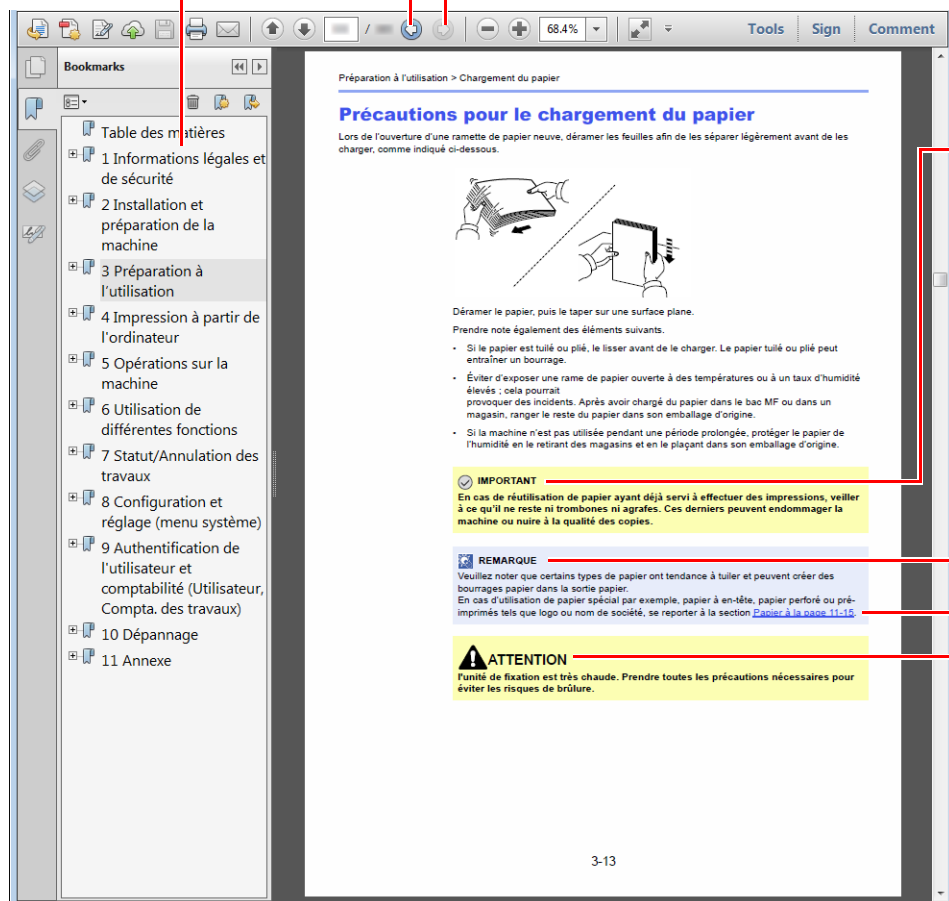 /
68.4%
Tools
Sign
Comment
Bookmarks
Table des matières
1 Informations légales et
de sécurité
2 Installation et
préparation de la
machine
3 Préparation à
l'utilisation
4 Impression à partir de
l'ordinateur
5 Opérations sur la
machine
6 Utilisation de
différentes fonctions
7 Statut/Annulation des
travaux
8 Configuration et
réglage (menu système)
9 Authentification de
l'utilisateur et
comptabilité (Utilisateur,
Compta. des travaux)
10 Dépannage
11 Annexe
Préparation à l'utilisation > Chargement du papier
Précautions pour le chargement du papier
Lors de l'ouverture d'une ramette de papier neuve, déramer les feuilles afin de les séparer légèrement avant de les
charger, comme indiqué ci-dessous.
Déramer le papier, puis le taper sur une surface plane.
Prendre note également des éléments suivants.
• Si le papier est tuilé ou plié, le lisser avant de le charger. Le papier tuilé ou plié peut
entraîner un bourrage.
• Éviter d'exposer une rame de papier ouverte à des températures ou à un taux d'humidité
élevés ; cela pourrait
provoquer des incidents. Après avoir chargé du papier dans le bac MF ou dans un
magasin, ranger le reste du papier dans son emballage d'origine.
• Si la machine n'est pas utilisée pendant une période prolongée, protéger le papier de
l'humidité en le retirant des magasins et en le plaçant dans son emballage d'origine.
IMPORTANT
En cas de réutilisation de papier ayant déjà servi à effectuer des impressions, veiller
à ce qu'il ne reste ni trombones ni agrafes. Ces derniers peuvent endommager la
machine ou nuire à la qualité des copies.
REMARQUE
Veuillez noter que certains types de papier ont tendance à tuiler et peuvent créer des
bourrages papier dans la sortie papier.
En cas d'utilisation de papier spécial par exemple, papier à en-tête, papier perforé ou pré-
imprimés tels que logo ou nom de société, se reporter à la section Papier à la page 11-15.
ATTENTION
l'unité de fixation est très chaude. Prendre toutes les précautions nécessaires pour
éviter les risques de brûlure.
3-13